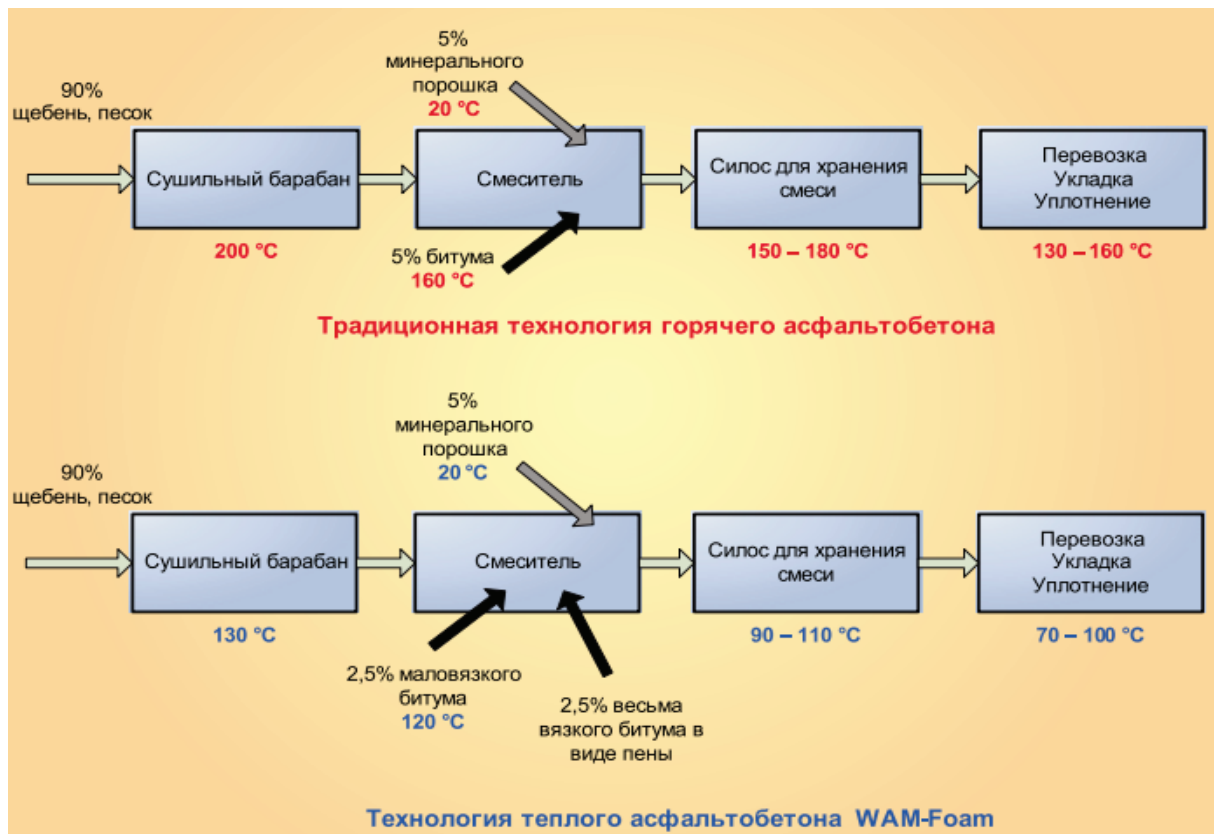 5%
минерального
порошка
20 °C
90%
щебень, песок
Сушильный барабан
Смеситель
Силос для хранения
смеси
Перевозка
Укладка
Уплотнение
200 °C
5% битума
160 °C
150 – 180 °C
130 – 160 °C
Традиционная технология горячего асфальтобетона
5%
минерального
порошка
20 °C
90%
щебень, песок
Сушильный барабан
Смеситель
Силос для хранения
смеси
Перевозка
Укладка
Уплотнение
130 °C
90 – 110 °C
70 – 100 °C
2,5% маловязкого
битума
120 °C
2,5% весьма
вязкого битума в
виде пены
Технология теплого асфальтобетона WAM-Foam